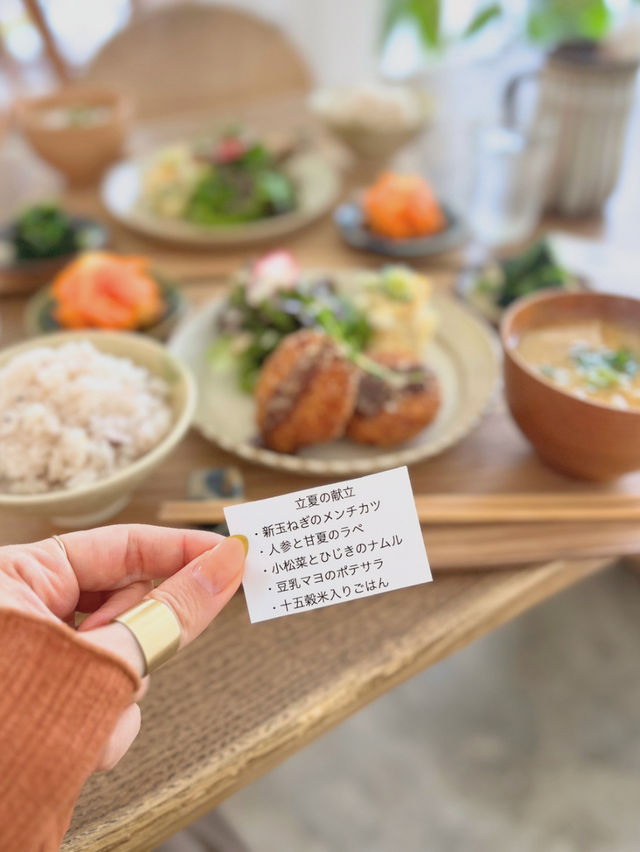 立夏の献立
・新玉ねぎのメンチカツ
・人参と甘夏のラペ
・小松菜とひじきのナムル
・豆乳マヨのポテサラ
・十五穀米入りごはん